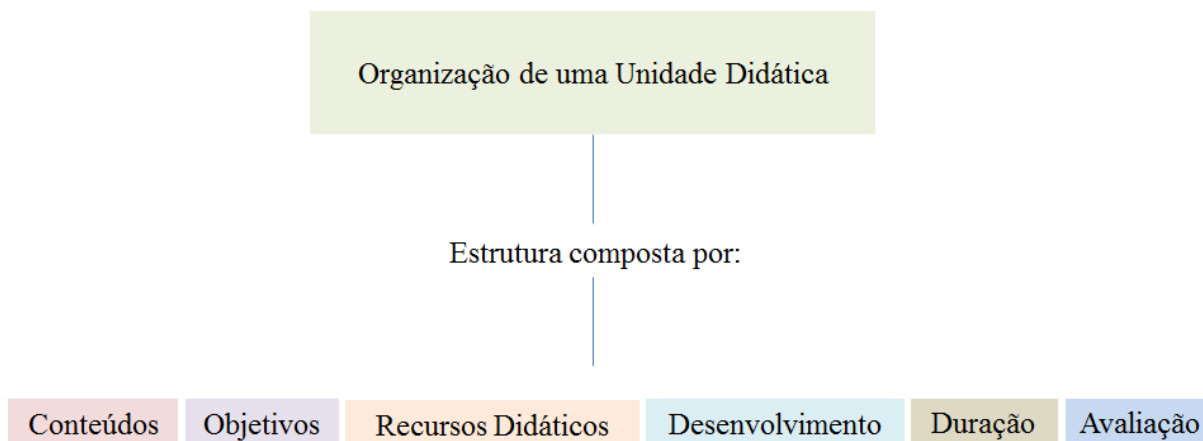 Organização de uma Unidade Didática
Estrutura composta por:
Conteúdos Objetivos Recursos Didáticos Desenvolvimento Duração Avaliação